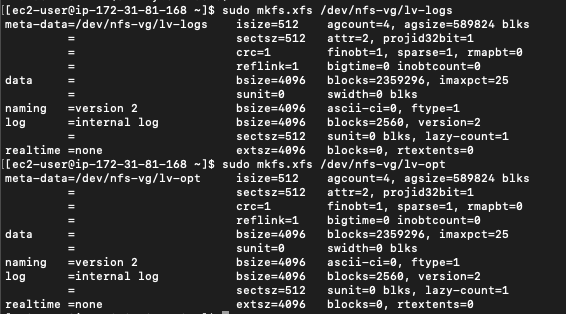 [[ec2-user@ip-172-31-81-168 ~]$ sudo mkfs.xfs /dev/nfs-vg/lv-logs
meta-data=/dev/nfs-vg/lv-logs    isize=512    agcount=4, agsize=589824 blks
         =                       sectsz=512   attr=2, projid32bit=1
         =                       crc=1        finobt=1, sparse=1, rmapbt=0
         =                       reflink=1    bigtime=0 inobtcount=0
data     =                       bsize=4096   blocks=2359296, imaxpct=25
         =                       sunit=0      swidth=0 blks
naming   =version 2              bsize=4096   ascii-ci=0, ftype=1
log      =internal log           bsize=4096   blocks=2560, version=2
         =                       sectsz=512   sunit=0 blks, lazy-count=1
realtime =none                   extsz=4096   blocks=0, rtextents=0
[[ec2-user@ip-172-31-81-168 ~]$ sudo mkfs.xfs /dev/nfs-vg/lv-opt
meta-data=/dev/nfs-vg/lv-opt     isize=512    agcount=4, agsize=589824 blks
         =                       sectsz=512   attr=2, projid32bit=1
         =                       crc=1        finobt=1, sparse=1, rmapbt=0
         =                       reflink=1    bigtime=0 inobtcount=0
data     =                       bsize=4096   blocks=2359296, imaxpct=25
         =                       sunit=0      swidth=0 blks
naming   =version 2              bsize=4096   ascii-ci=0, ftype=1
log      =internal log           bsize=4096   blocks=2560, version=2
         =                       sectsz=512   sunit=0 blks, lazy-count=1
realtime =none                   extsz=4096   blocks=0, rtextents=0